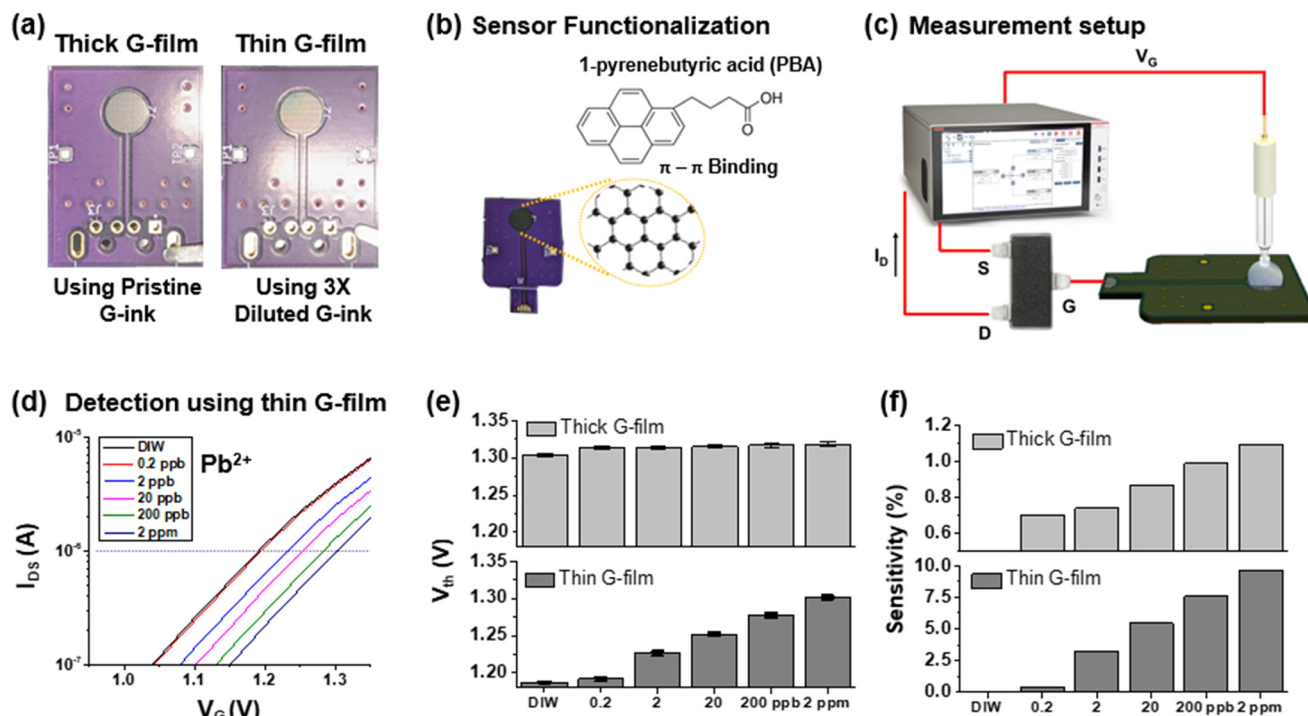 (a)
Thick G-film
Thin G-film
TP1
TP2
Using Pristine
G-ink
Using 3X
Diluted G-ink
(b) Sensor Functionalization
1-pyrenebutyric acid (PBA)
OH
O
π – π Binding
(c) Measurement setup
V_G
I_D
S
D
G
(d) Detection using thin G-film
DIW
0.2 ppb
2 ppb
20 ppb
200 ppb
2 ppm
Pb²⁺
10⁻⁵
10⁻⁶
10⁻⁷
I_DS (A)
1.0 1.1 1.2 1.3
V_G (V)
(e)
Thick G-film
1.35
1.30
1.25
1.20
Thin G-film
1.35
1.30
1.25
1.20
V_th (V)
DIW 0.2 2 20 200 ppb 2 ppm
(f)
Thick G-film
1.2
1.0
0.8
0.6
Thin G-film
10.0
7.5
5.0
2.5
0.0
Sensitivity (%)
DIW 0.2 2 20 200 ppb 2 ppm